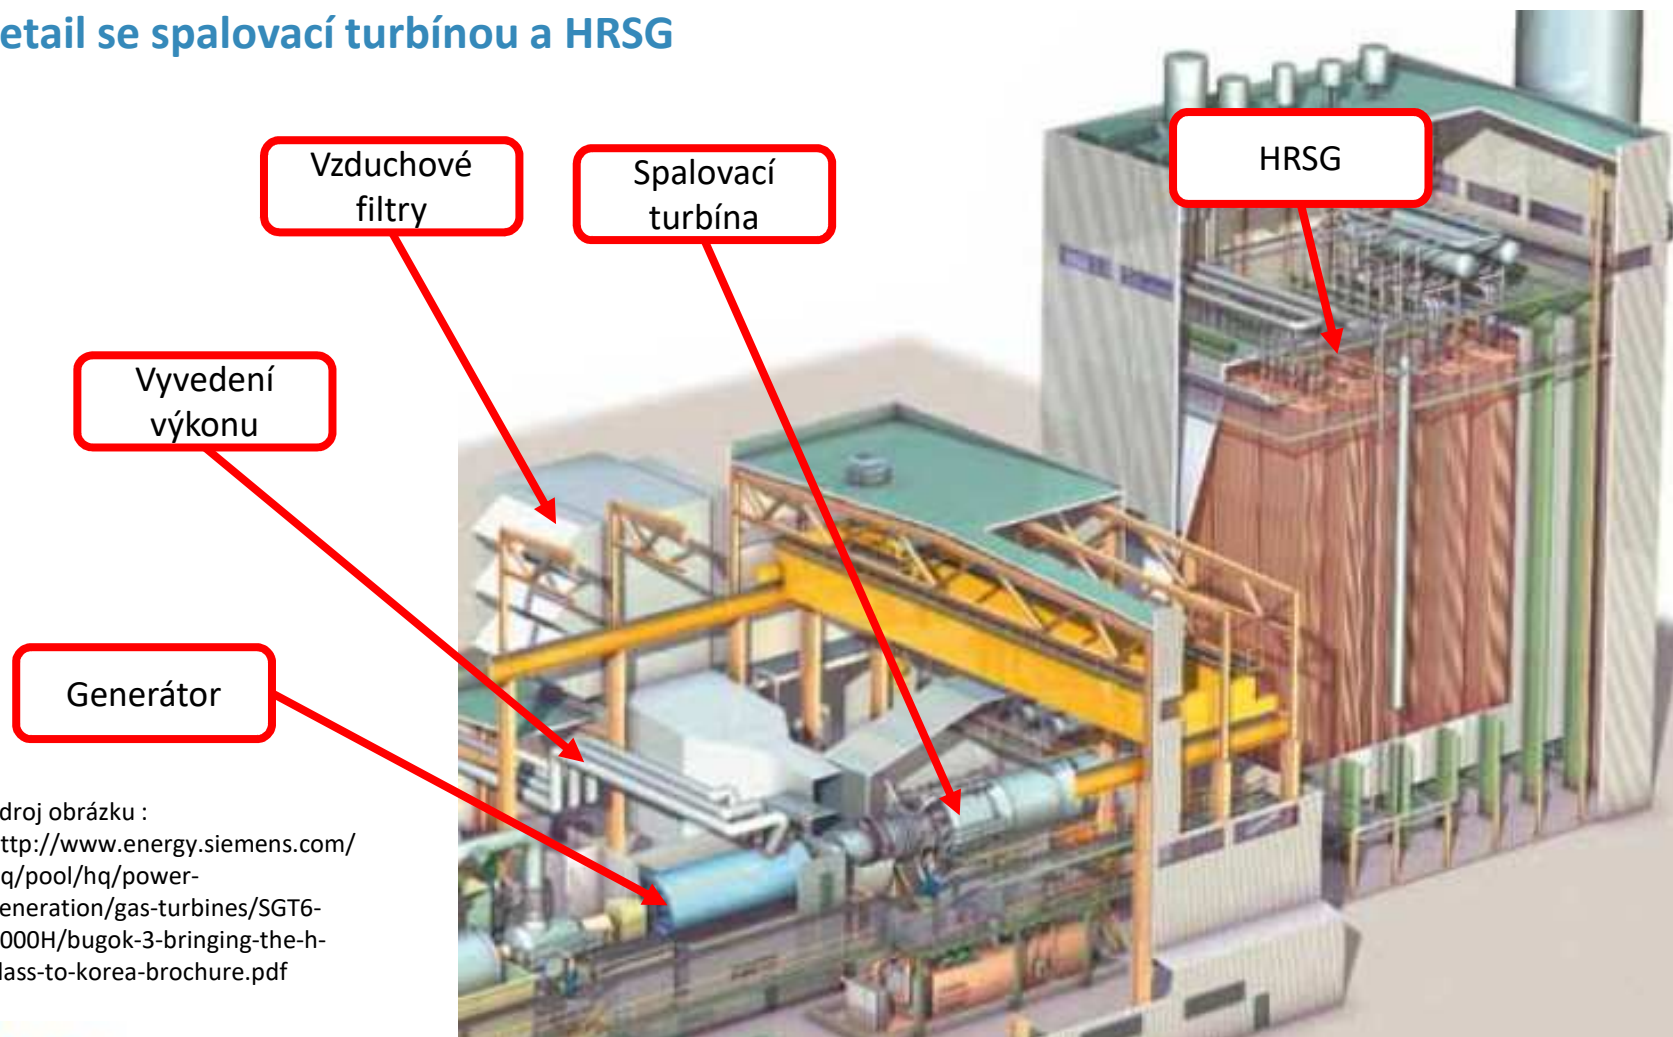 etail se spalovací turbínou a HRSG
HRSG
Vzduchové
filtry
Spalovací
turbína
Vyvedení
výkonu
Generátor
droj obrázku :
ttp://www.energy.siemens.com/
q/pool/hq/power-
eneration/gas-turbines/SGT6-
000H/bugok-3-bringing-the-h-
lass-to-korea-brochure.pdf